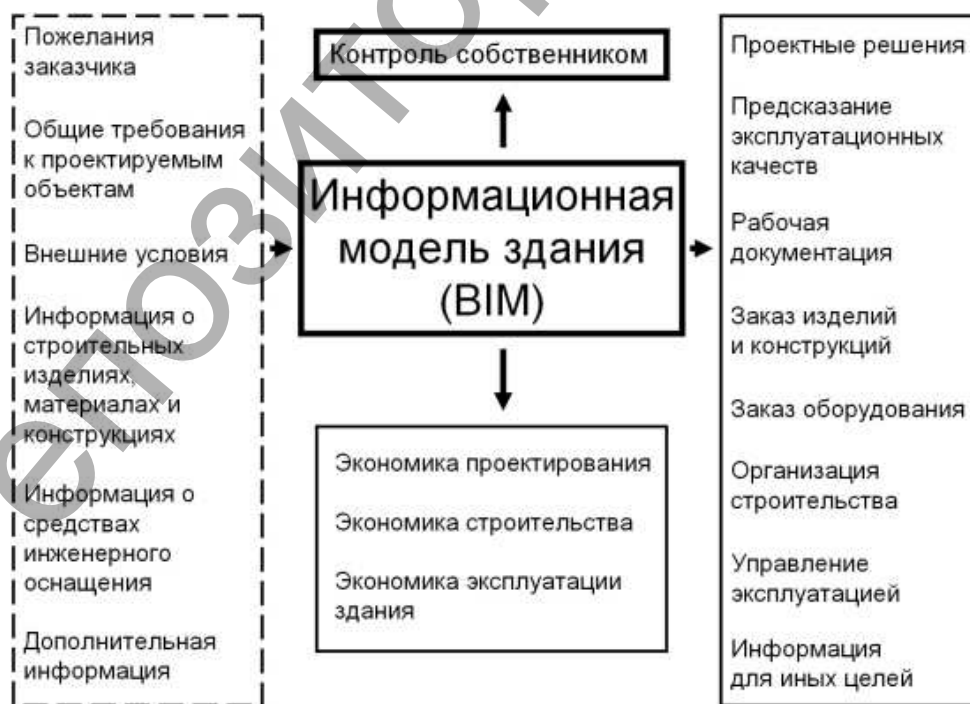 Пожелания
заказчика
Общие требования
к проектируемым
объектам
Внешние условия
Информация о
строительных
изделиях,
материалах и
конструкциях
Информация о
средствах
инженерного
оснащения
Дополнительная
информация
Контроль собственником
Информационная
модель здания
(BIM)
Экономика проектирования
Экономика строительства
Экономика эксплуатации
здания
Проектные решения
Предсказание
эксплуатационных
качеств
Рабочая
документация
Заказ изделий
и конструкций
Заказ оборудования
Организация
строительства
Управление
эксплуатацией
Информация
для иных целей